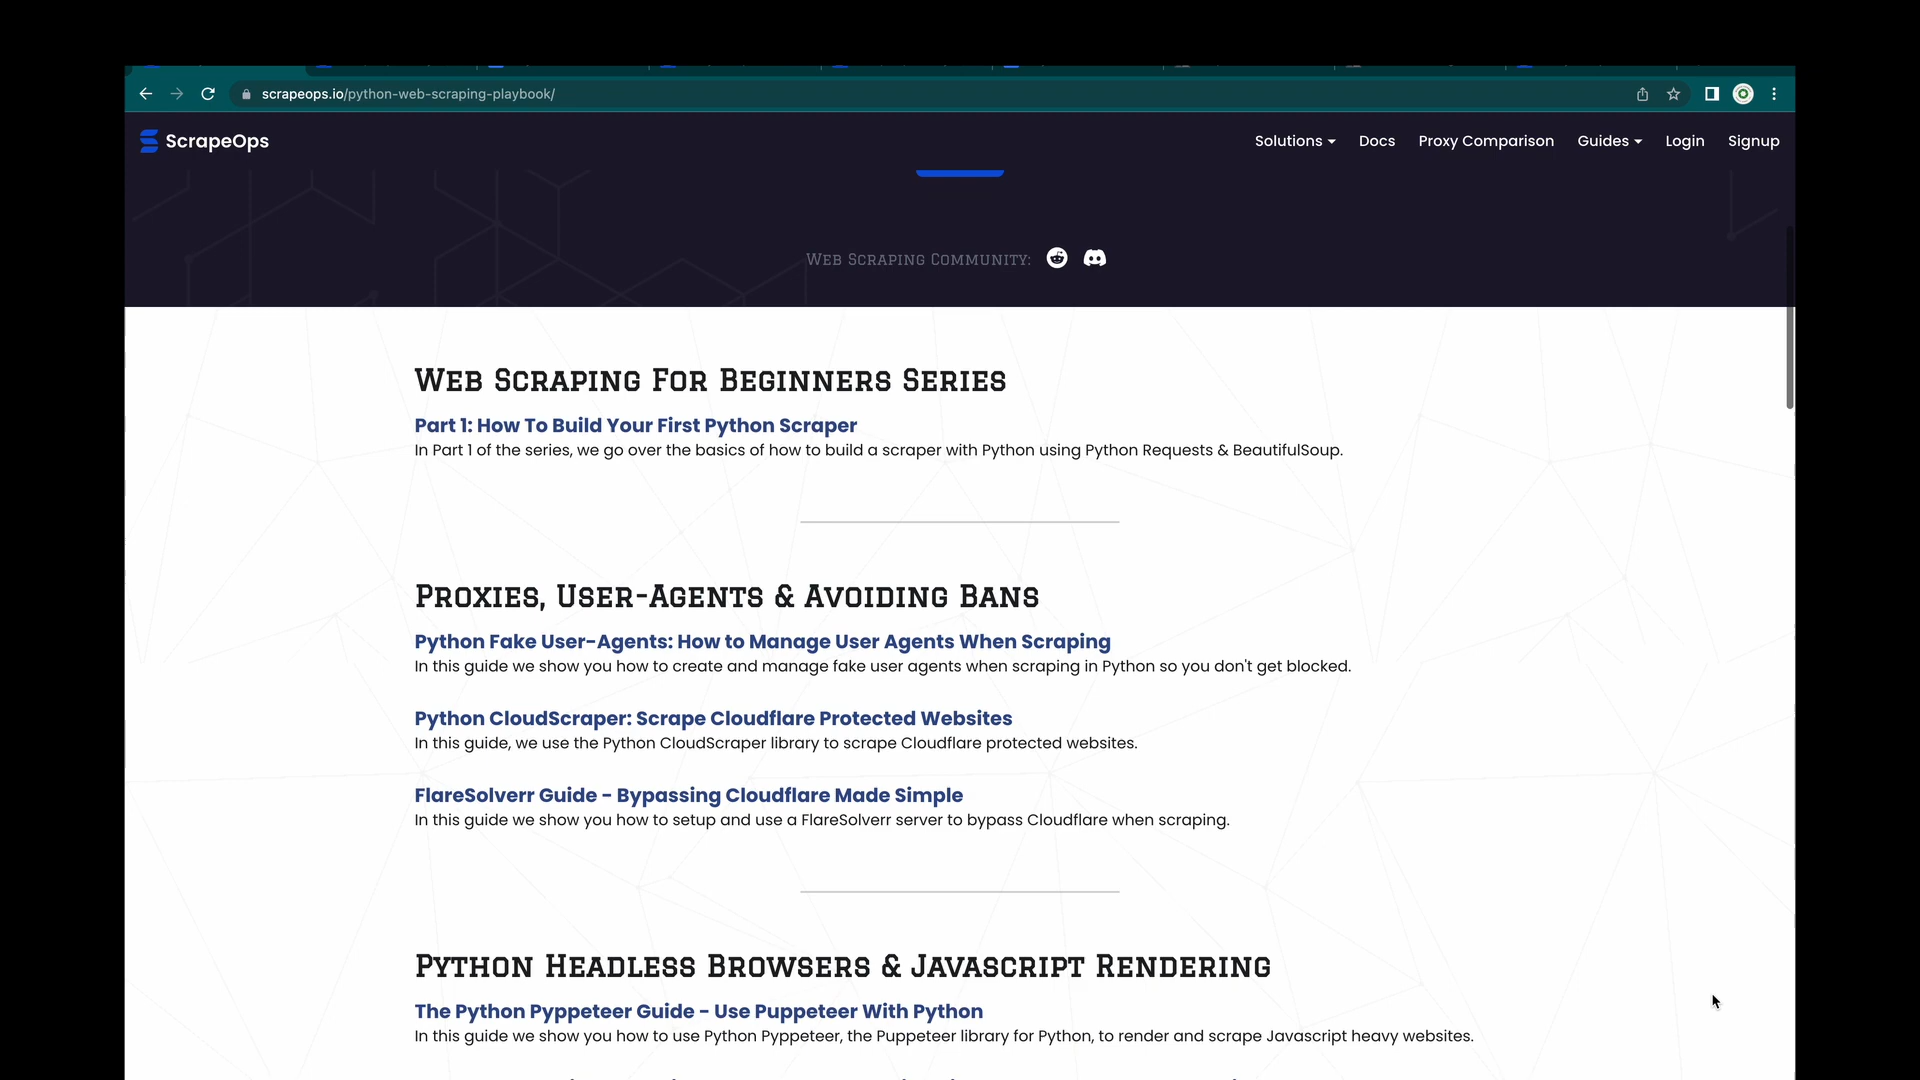 scrapeops.io/python-web-scraping-playbook/
ScrapeOps
Solutions Docs Proxy Comparison Guides Login Signup
Web Scraping Community:
Web Scraping For Beginners Series
Part 1: How To Build Your First Python Scraper
In Part 1 of the series, we go over the basics of how to build a scraper with Python using Python Requests & BeautifulSoup.
Proxies, User-Agents & Avoiding Bans
Python Fake User-Agents: How to Manage User Agents When Scraping
In this guide we show you how to create and manage fake user agents when scraping in Python so you don't get blocked.
Python CloudScraper: Scrape Cloudflare Protected Websites
In this guide, we use the Python CloudScraper library to scrape Cloudflare protected websites.
FlareSolverr Guide - Bypassing Cloudflare Made Simple
In this guide we show you how to setup and use a FlareSolverr server to bypass Cloudflare when scraping.
Python Headless Browsers & Javascript Rendering
The Python Pyppeteer Guide - Use Puppeteer With Python
In this guide we show you how to use Python Pyppeteer, the Puppeteer library for Python, to render and scrape Javascript heavy websites.